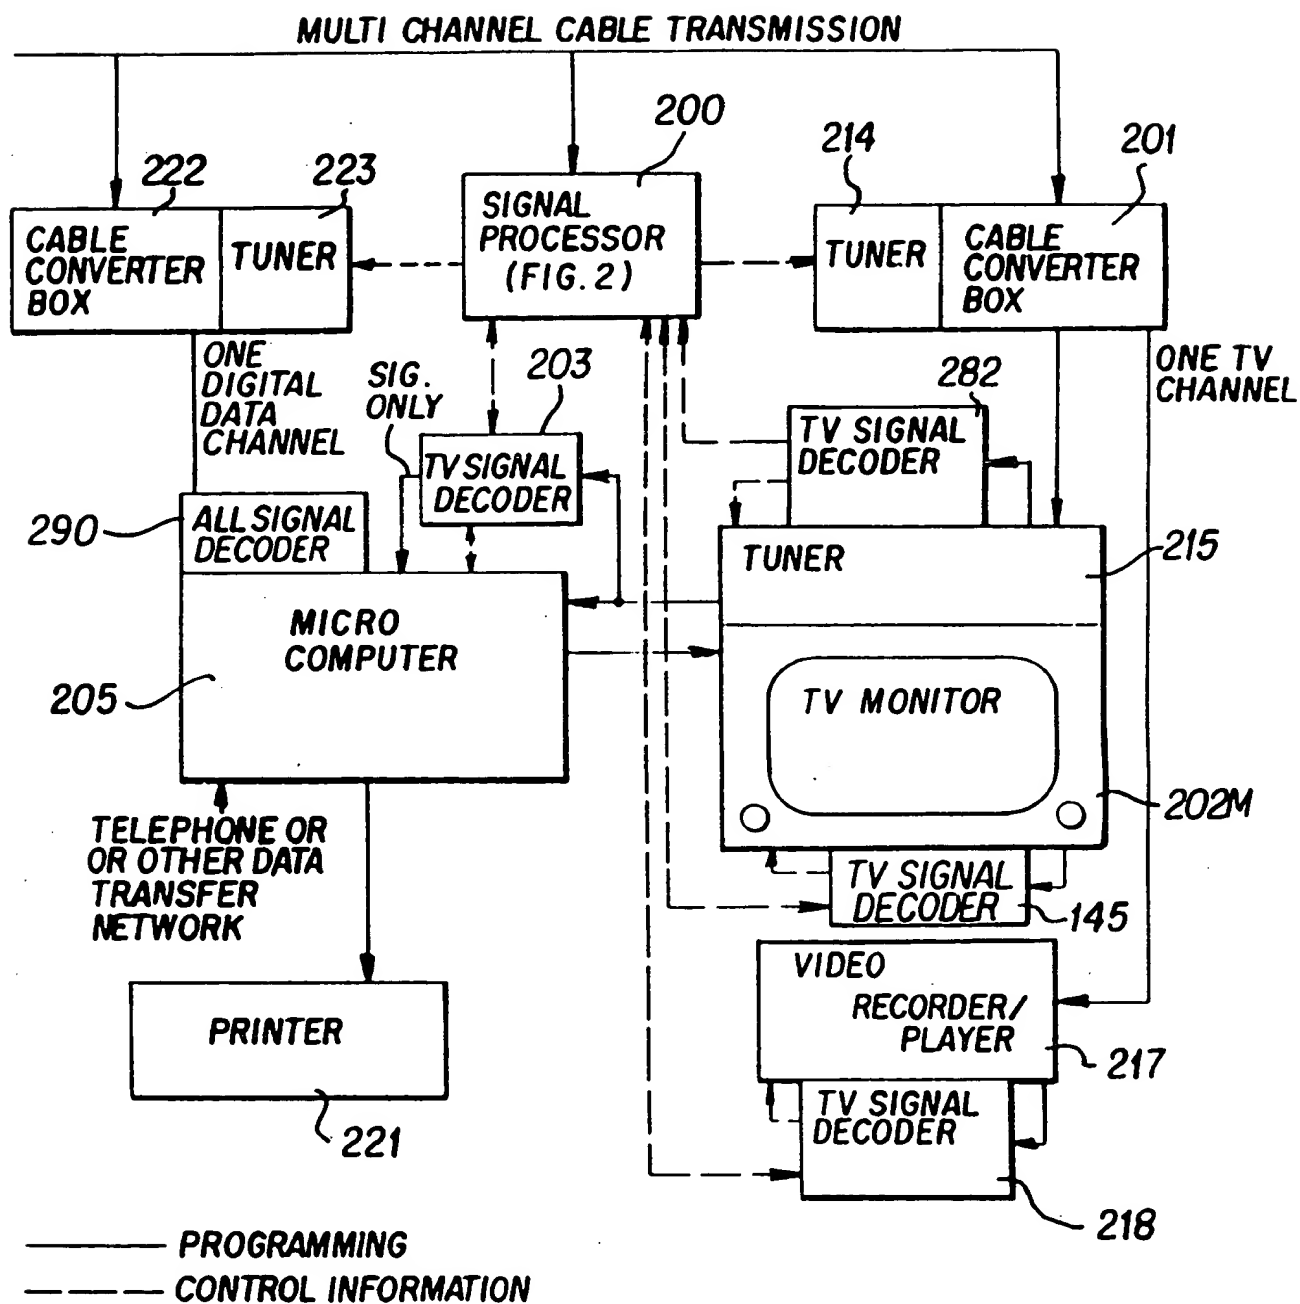 MULTI CHANNEL CABLE TRANSMISSION
200
214
201
222
223
CABLE
CONVERTER
BOX
TUNER
SIGNAL
PROCESSOR
(FIG. 2)
TUNER
CABLE
CONVERTER
BOX
ONE
DIGITAL
DATA
CHANNEL
SIG.
ONLY
203
282
ONE TV
CHANNEL
TV SIGNAL
DECODER
TV SIGNAL
DECODER
290
ALL SIGNAL
DECODER
TUNER
215
MICRO
COMPUTER
205
TV MONITOR
202M
TELEPHONE OR
OR OTHER DATA
TRANSFER
NETWORK
TV SIGNAL
DECODER
145
VIDEO
RECORDER/
PLAYER
217
PRINTER
221
TV SIGNAL
DECODER
218
PROGRAMMING
CONTROL INFORMATION